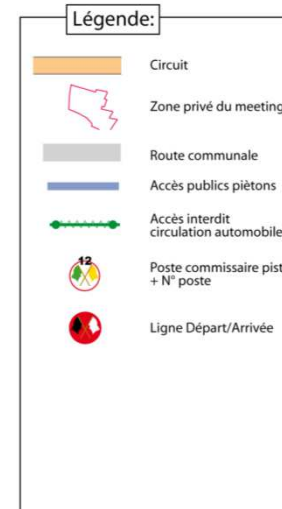 Légende:
Circuit
Zone privé du meeting
Route communale
Accès publics piètons
Accès interdit
circulation automobile
12
Poste commissaire pist
+ N° poste
Ligne Départ/Arrivée